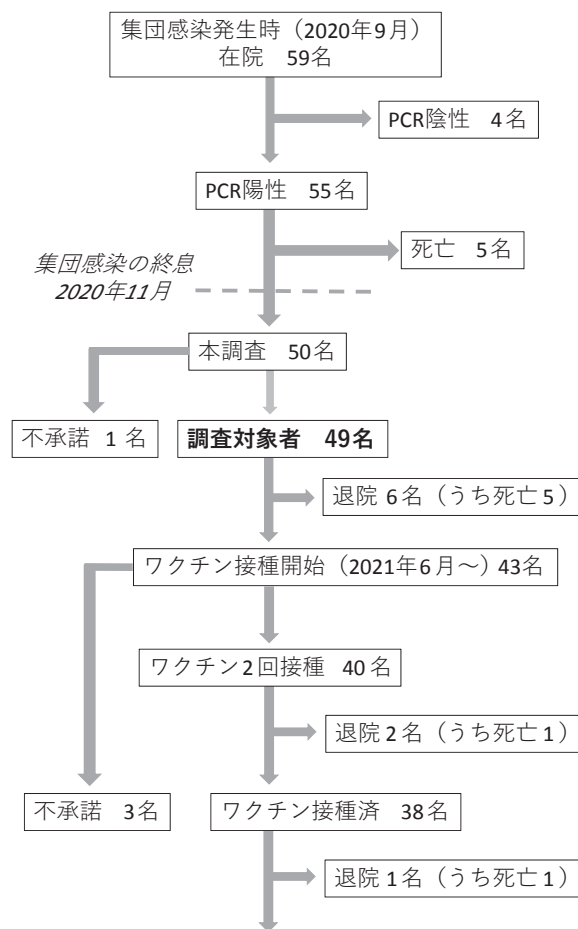 集団感染発生時（2020年9月）
在院　59名
PCR陰性　4名
PCR陽性　55名
死亡　5名
集団感染の終息
2020年11月
本調査　50名
不承諾　1名
調査対象者　49名
退院 6名（うち死亡5）
ワクチン接種開始（2021年6月～）43名
ワクチン2回接種　40名
退院 2名（うち死亡1）
不承諾　3名
ワクチン接種済　38名
退院 1名（うち死亡1）